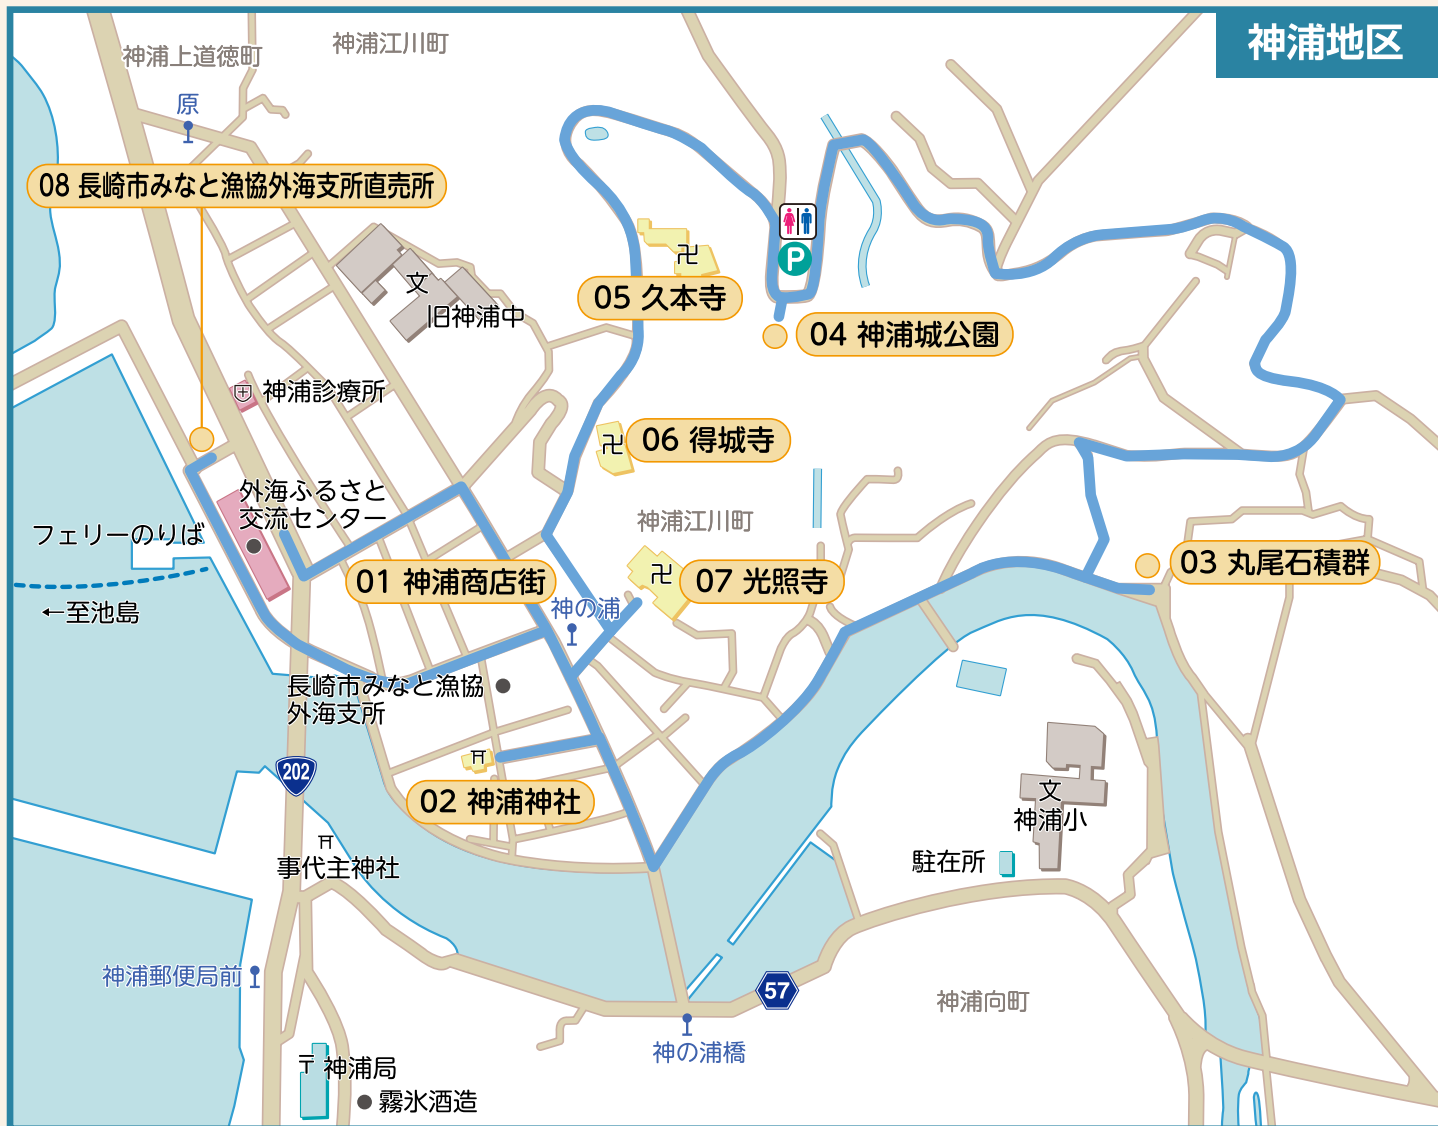 神浦地区
神浦上道徳町
神浦江川町
原
08 長崎市みなと漁協外海支所直売所
文
旧神浦中
卍
05 久本寺
P
04 神浦城公園
神浦診療所
卍
06 得城寺
外海ふるさと
交流センター
フェリーのりば
←至池島
神浦江川町
01 神浦商店街
卍
07 光照寺
神の浦
03 丸尾石積群
長崎市みなと漁協
外海支所
202
02 神浦神社
事代主神社
文
神浦小
駐在所
神浦郵便局前
57
神浦向町
神の浦橋
〒神浦局
霧氷酒造